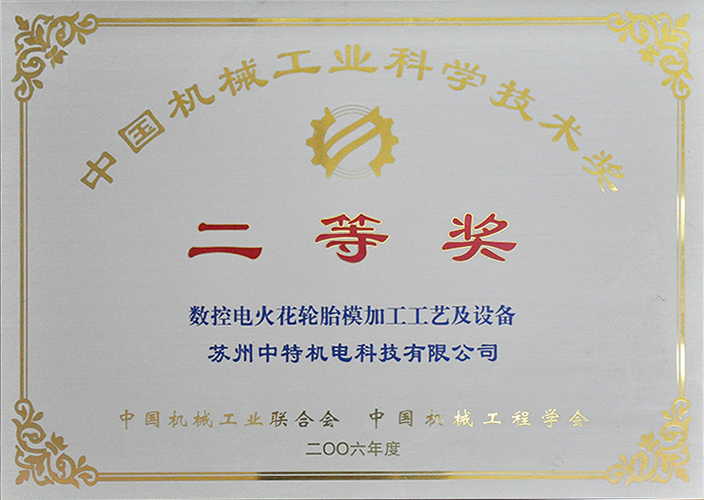 中国机械工业科学技术奖
二等奖
数控电火花轮胎模加工工艺及设备
苏州中特机电科技有限公司
中国机械工业联合会 中国机械工程学会
二〇〇六年度